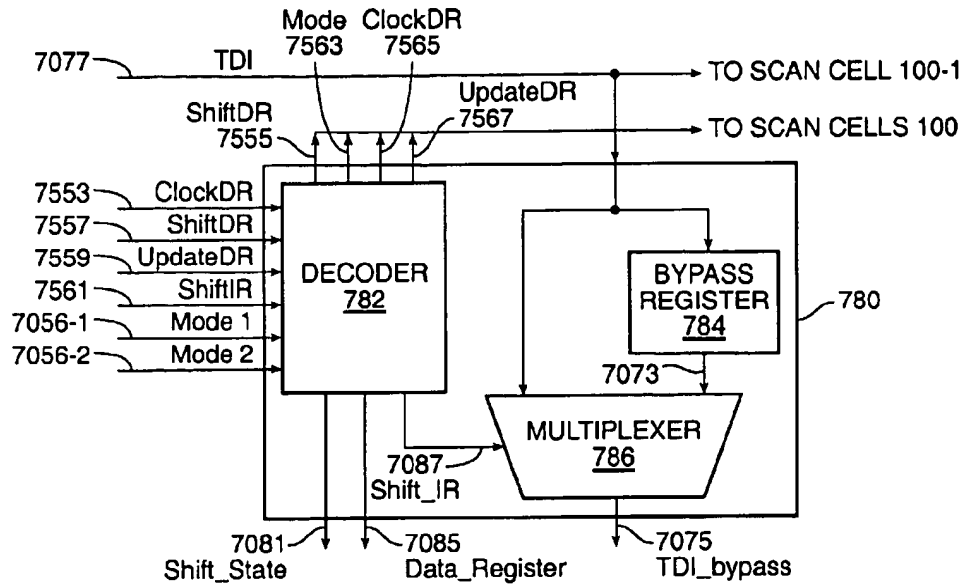 Mode ClockDR
7563 7565
7077 TDI
TO SCAN CELL 100-1
UpdateDR
7567
ShiftDR
7555
TO SCAN CELLS 100
7553 ClockDR
7557 ShiftDR
7559 UpdateDR
7561 ShiftIR
7056-1 Mode 1
7056-2 Mode 2
DECODER
782
BYPASS
REGISTER
784
780
7073
MULTIPLEXER
786
7087
Shift_IR
7081
Shift_State
7085
Data_Register
7075
TDI_bypass